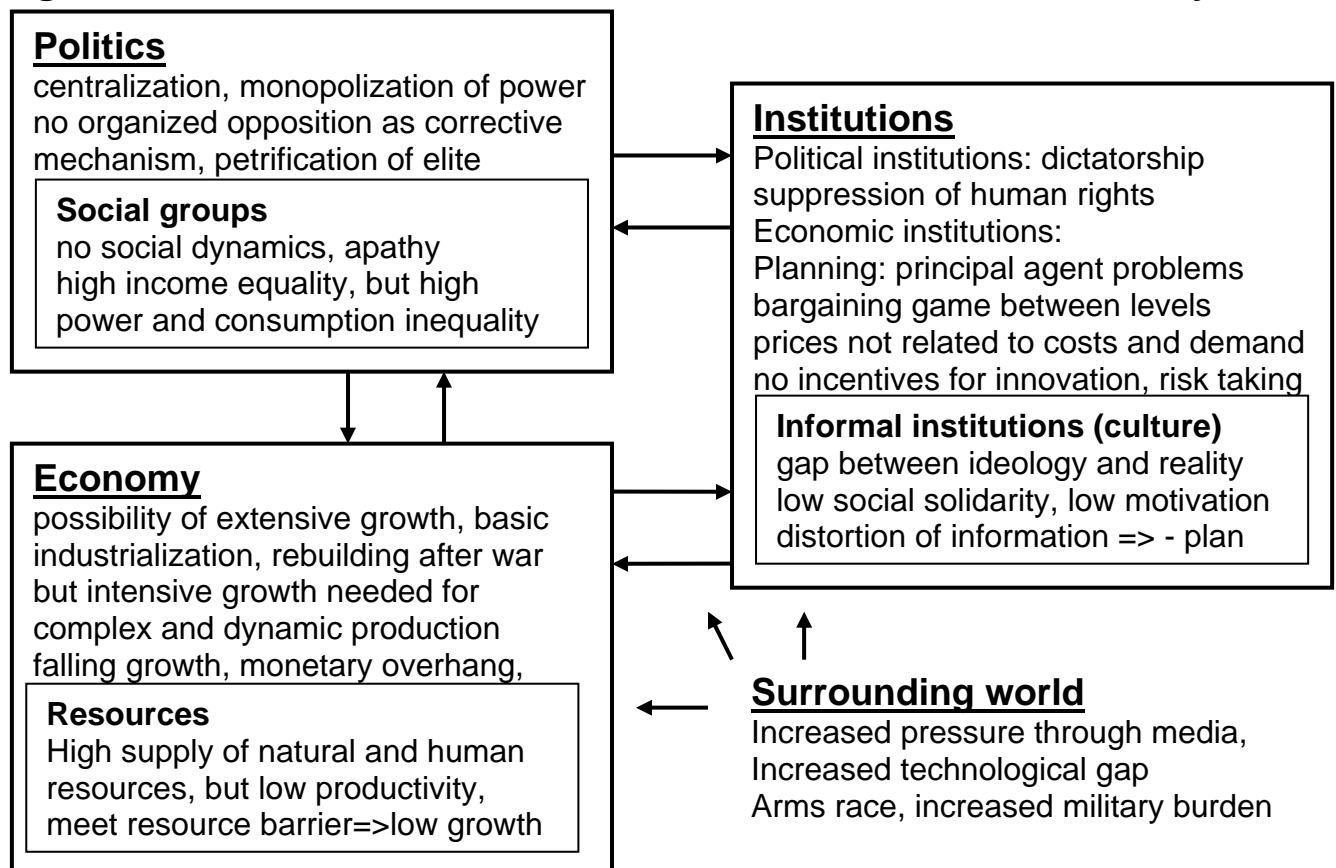 Politics
centralization, monopolization of power
no organized opposition as corrective
mechanism, petrification of elite
Social groups
no social dynamics, apathy
high income equality, but high
power and consumption inequality
Institutions
Political institutions: dictatorship
suppression of human rights
Economic institutions:
Planning: principal agent problems
bargaining game between levels
prices not related to costs and demand
no incentives for innovation, risk taking
Informal institutions (culture)
gap between ideology and reality
low social solidarity, low motivation
distortion of information => - plan
Economy
possibility of extensive growth, basic
industrialization, rebuilding after war
but intensive growth needed for
complex and dynamic production
falling growth, monetary overhang,
Resources
High supply of natural and human
resources, but low productivity,
meet resource barrier=>low growth
Surrounding world
Increased pressure through media,
Increased technological gap
Arms race, increased military burden